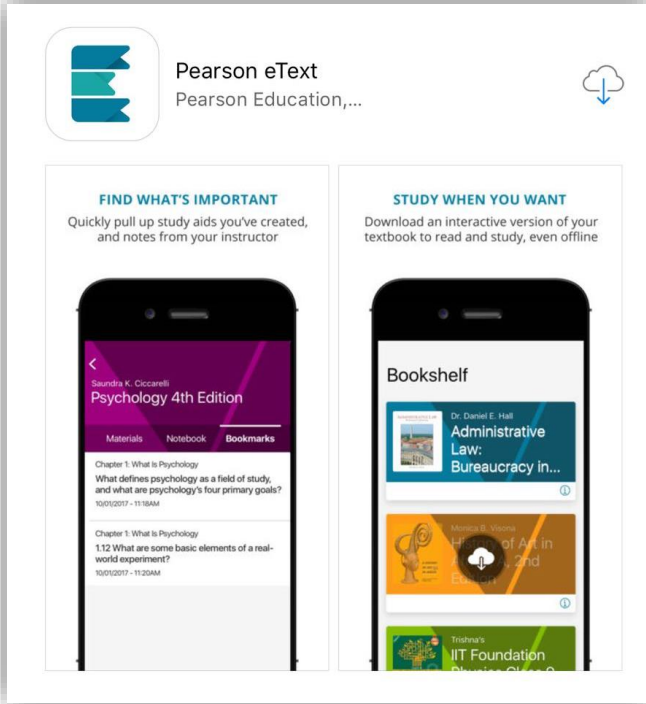 Pearson eText
Pearson Education,...
FIND WHAT'S IMPORTANT
Quickly pull up study aids you've created,
and notes from your instructor
Saundra K. Ciccarelli
Psychology 4th Edition
Materials Notebook Bookmarks
Chapter 1: What Is Psychology
What defines psychology as a field of study,
and what are psychology's four primary goals?
10/01/2017 - 11:18AM
Chapter 1: What Is Psychology
1.12 What are some basic elements of a real-
world experiment?
10/01/2017 - 11:20AM
STUDY WHEN YOU WANT
Download an interactive version of your
textbook to read and study, even offline
Bookshelf
Dr. Daniel E. Hall
Administrative
Law:
Bureaucracy in...
Monica B. Visona
History of Art in
2nd
Edition
Trishna's
IIT Foundation
Physics Class 9